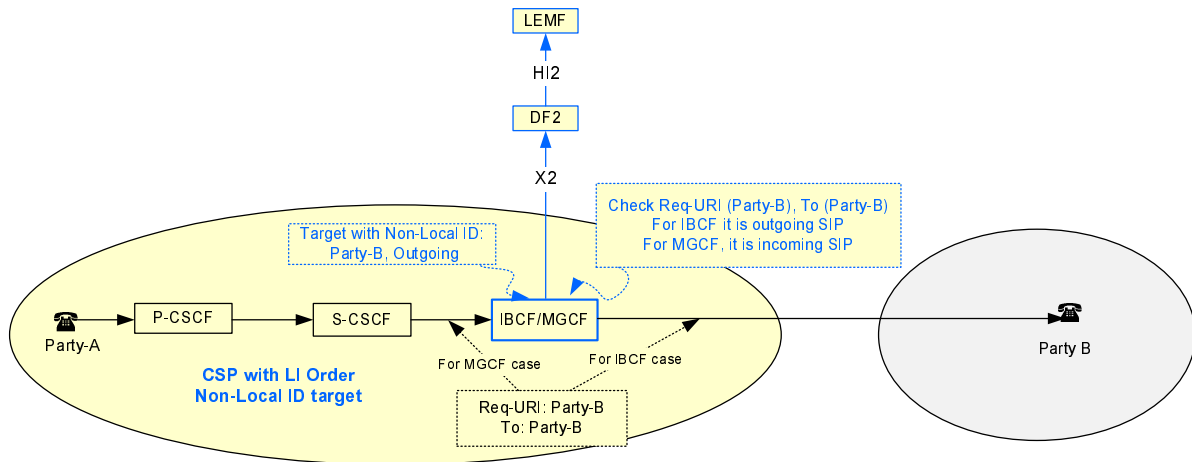 LEMF
HI2
DF2
X2
Check Req-URI (Party-B), To (Party-B)
For IBCF it is outgoing SIP
For MGCF, it is incoming SIP
Target with Non-Local ID:
Party-B, Outgoing
P-CSCF
S-CSCF
IBCF/MGCF
Party-A
Party B
For MGCF case
For IBCF case
CSP with LI Order
Non-Local ID target
Req-URI: Party-B
To: Party-B